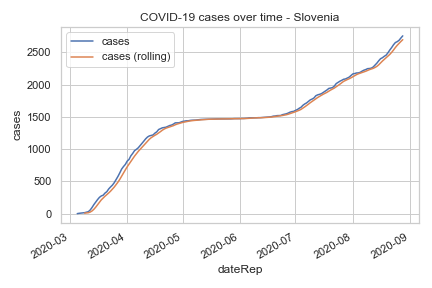 COVID-19 cases over time - Slovenia
cases
cases (rolling)
2500
2000
1500
1000
500
0
cases
2020-03
2020-04
2020-05
2020-06
2020-07
2020-08
2020-09
dateRep